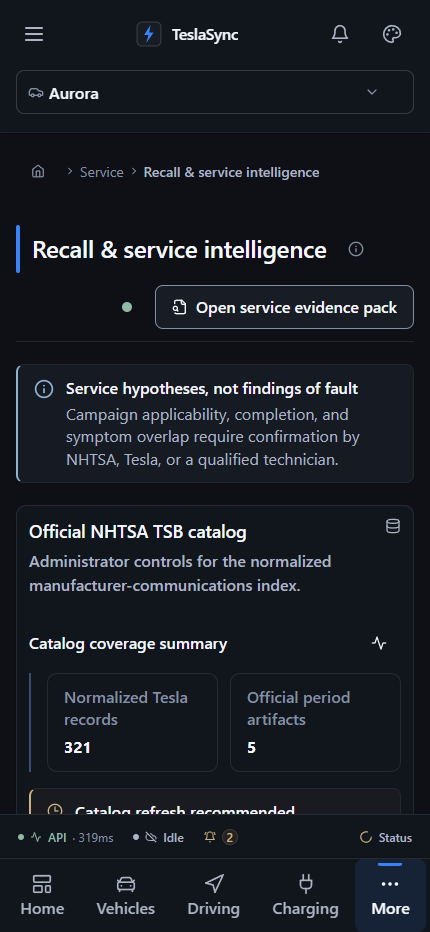 TeslaSync
Aurora
Service
Recall & service intelligence
Recall & service intelligence
Open service evidence pack
Service hypotheses, not findings of fault
Campaign applicability, completion, and
symptom overlap require confirmation by
NHTSA, Tesla, or a qualified technician.
Official NHTSA TSB catalog
Administrator controls for the normalized
manufacturer-communications index.
Catalog coverage summary
Normalized Tesla
records
321
Official period
artifacts
5
Catalog refresh recommended
API · 319ms
Idle
2
Status
Home
Vehicles
Driving
Charging
More